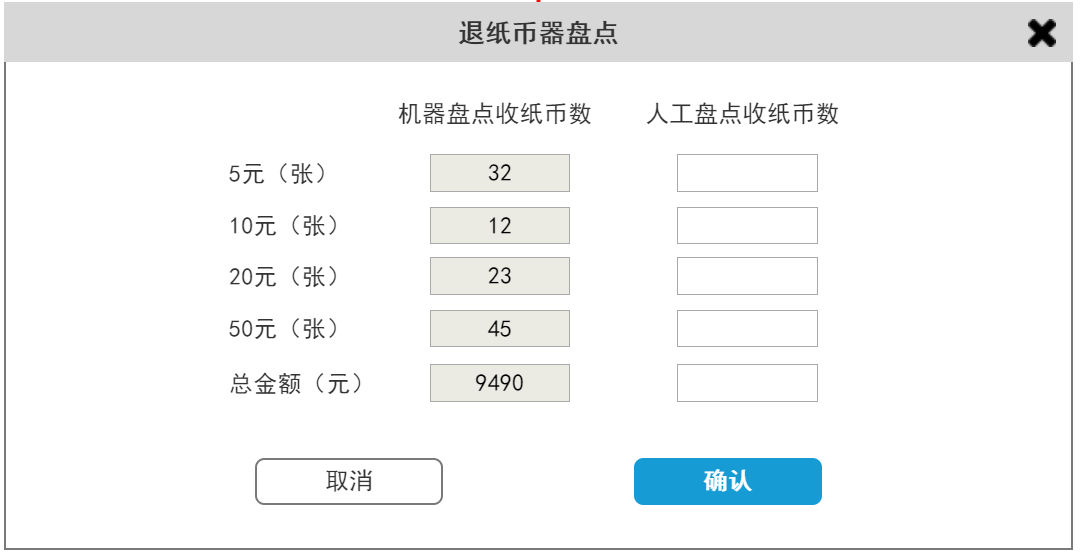 退纸币器盘点
机器盘点收纸币数 人工盘点收纸币数
5元（张） 32
10元（张） 12
20元（张） 23
50元（张） 45
总金额（元） 9490
取消 确认